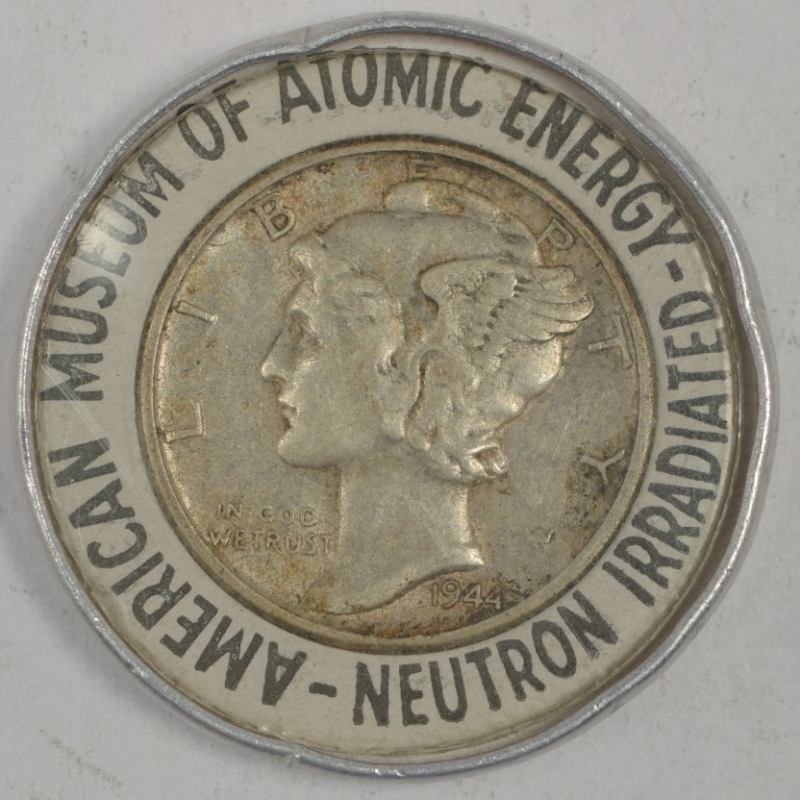 AMERICAN MUSEUM OF ATOMIC ENERGY-
NEUTRON IRRADIATED-
LIBERTY
IN GOD
WE TRUST
1944